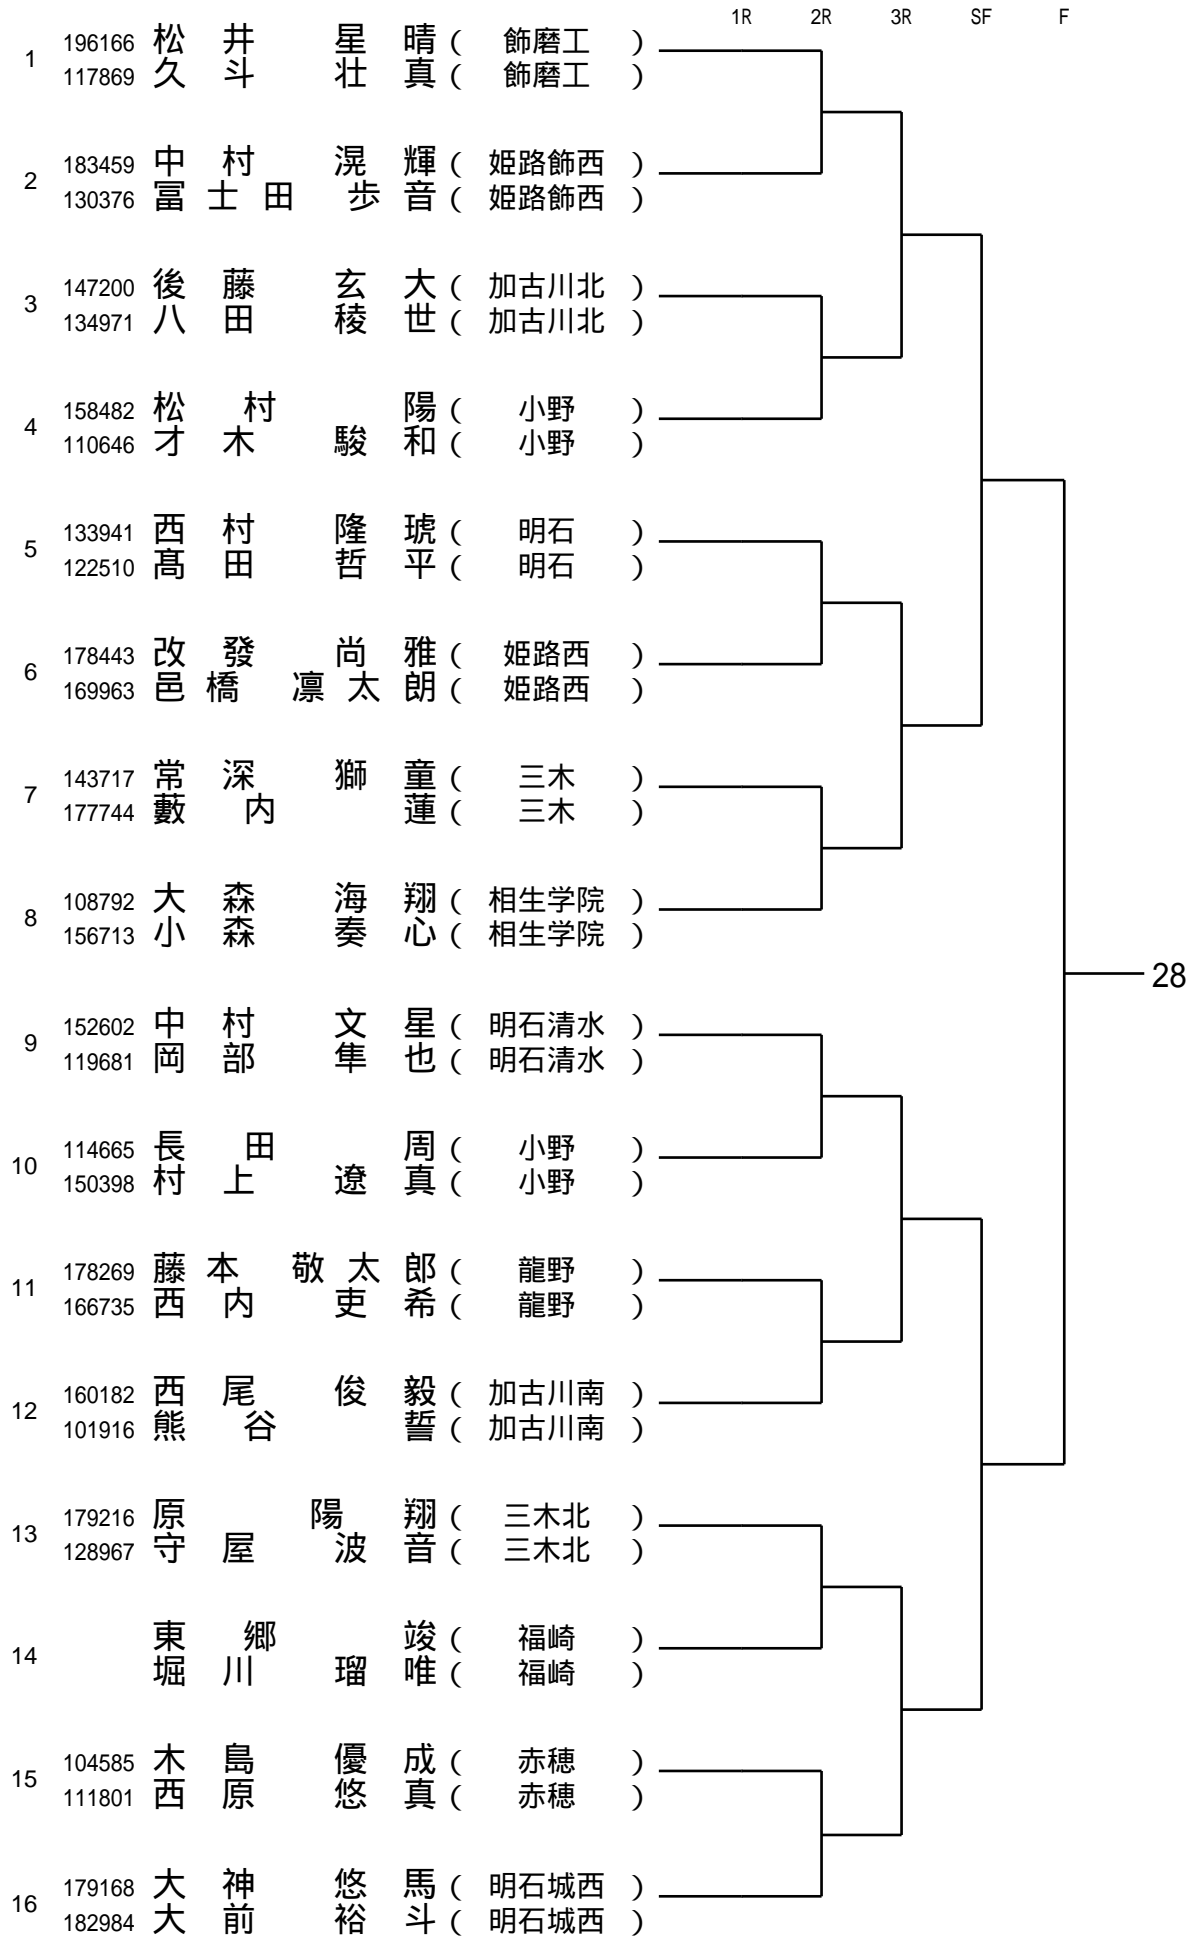 1R 2R 3R SF F
1
196166 松井 星晴 ( 飾磨工 )
117869 久斗 壮真 ( 飾磨工 )
2
183459 中村 滉輝 ( 姫路飾西 )
130376 冨士田 歩音 ( 姫路飾西 )
3
147200 後藤 玄大 ( 加古川北 )
134971 八田 稜世 ( 加古川北 )
4
158482 松村 陽 ( 小野 )
110646 才木 駿和 ( 小野 )
5
133941 西村 隆琥 ( 明石 )
122510 髙田 哲平 ( 明石 )
6
178443 改發 尚雅 ( 姫路西 )
169963 邑橋 凛太朗 ( 姫路西 )
7
143717 常深 獅童 ( 三木 )
177744 藪内 蓮 ( 三木 )
8
108792 大森 海翔 ( 相生学院 )
156713 小森 奏心 ( 相生学院 )
28
9
152602 中村 文星 ( 明石清水 )
119681 岡部 隼也 ( 明石清水 )
10
114665 長田 周 ( 小野 )
150398 村上 遼真 ( 小野 )
11
178269 藤本 敬太郎 ( 龍野 )
166735 西内 吏希 ( 龍野 )
12
160182 西尾 俊毅 ( 加古川南 )
101916 熊谷 誓 ( 加古川南 )
13
179216 原 陽翔 ( 三木北 )
128967 守屋 波音 ( 三木北 )
14
東郷 竣 ( 福崎 )
堀川 瑠唯 ( 福崎 )
15
104585 木島 優成 ( 赤穂 )
111801 西原 悠真 ( 赤穂 )
16
179168 大神 悠馬 ( 明石城西 )
182984 大前 裕斗 ( 明石城西 )